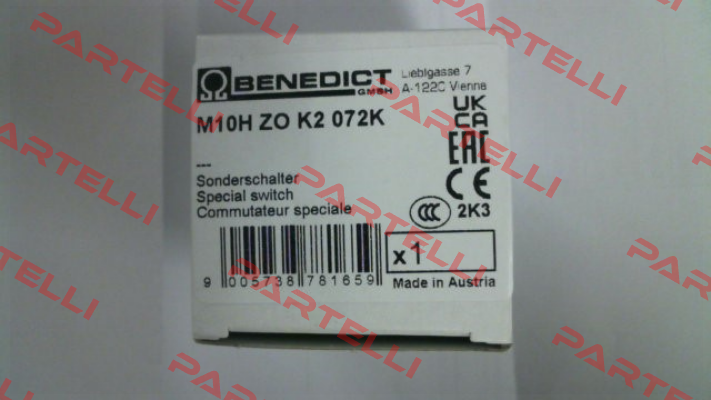 BENEDICT
GMBH
Lieblgasse 7
A-1220 Vienna
M10H ZO K2 072K
UK
CA
EAC
CE
---
Sonderschalter
Special switch
Commutateur speciale
CCC
2K3
x 1
9 005738 781659
Made in Austria
PARTELLI
PARTELLI
PARTELLI
PARTELLI
PARTELLI
PARTELLI
PARTELLI